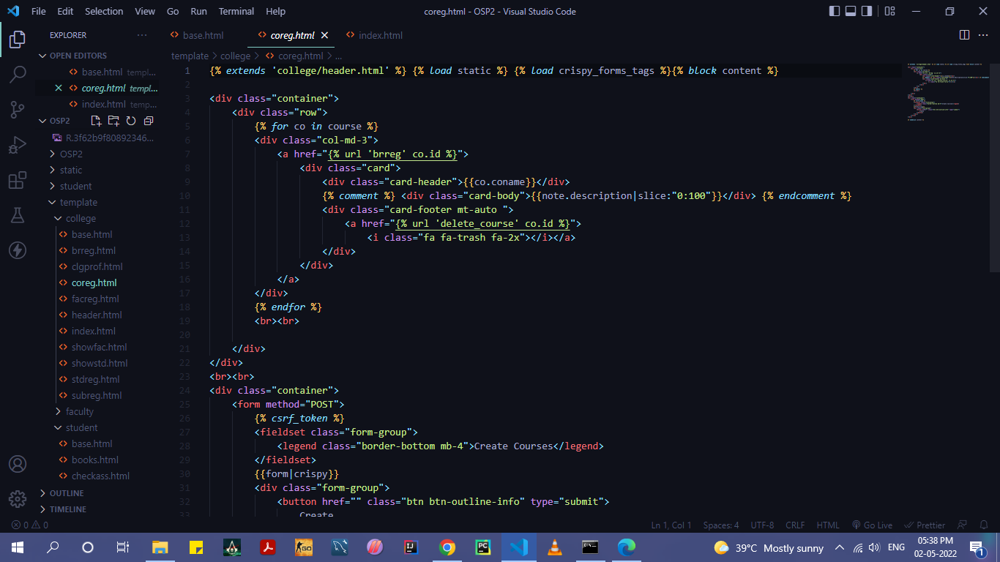 File Edit Selection View Go Run Terminal Help
coreg.html - OSP2 - Visual Studio Code
EXPLORER
OPEN EDITORS
base.html templ...
coreg.html templ...
index.html temp...
OSP2
R.3f62b9f80892346...
OSP2
static
student
template
college
base.html
brreg.html
clgprof.html
coreg.html
facreg.html
header.html
index.html
showfac.html
showstd.html
stdreg.html
subreg.html
faculty
student
base.html
books.html
checkass.html
OUTLINE
TIMELINE
base.html coreg.html index.html
template > college > coreg.html > ...
1 {% extends 'college/header.html' %} {% load static %} {% load crispy_forms_tags %}{% block content %}
2
3 <div class="container">
4 <div class="row">
5 {% for co in course %}
6 <div class="col-md-3">
7 <a href="{% url 'brreg' co.id %}">
8 <div class="card">
9 <div class="card-header">{{co.coname}}</div>
10 {% comment %} <div class="card-body">{{note.description|slice:"0:100"}}</div> {% endcomment %}
11 <div class="card-footer mt-auto ">
12 <a href="{% url 'delete_course' co.id %}">
13 <i class="fa fa-trash fa-2x"></i></a>
14 </div>
15 </div>
16 </a>
17 </div>
18 {% endfor %}
19 <br><br>
20
21 </div>
22 </div>
23 <br><br>
24 <div class="container">
25 <form method="POST">
26 {% csrf_token %}
27 <fieldset class="form-group">
28 <legend class="border-bottom mb-4">Create Courses</legend>
29 </fieldset>
30 {{form|crispy}}
31 <div class="form-group">
32 <button href="" class="btn btn-outline-info" type="submit">
33 Create
0 0 Ln 1, Col 1 Spaces: 4 UTF-8 CRLF HTML Go Live Prettier
39°C Mostly sunny ENG 05:38 PM
02-05-2022 1